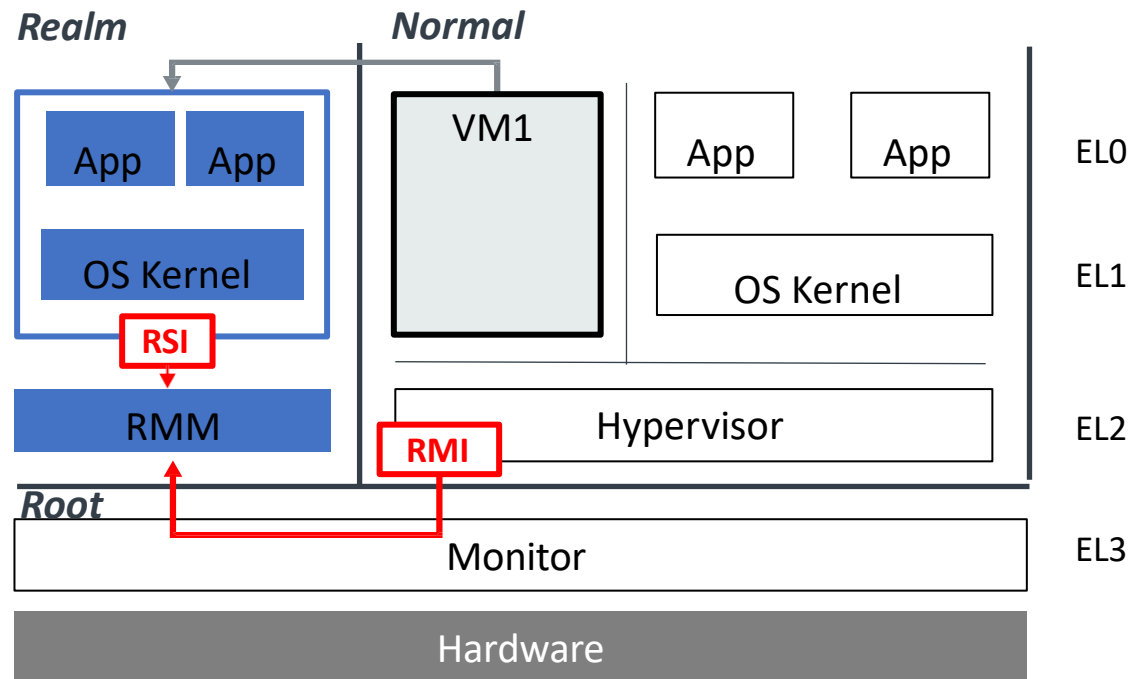 Realm
Normal
VM1
App
App
App
App
EL0
OS Kernel
OS Kernel
EL1
RSI
RMM
Hypervisor
RMI
EL2
Root
Monitor
EL3
Hardware